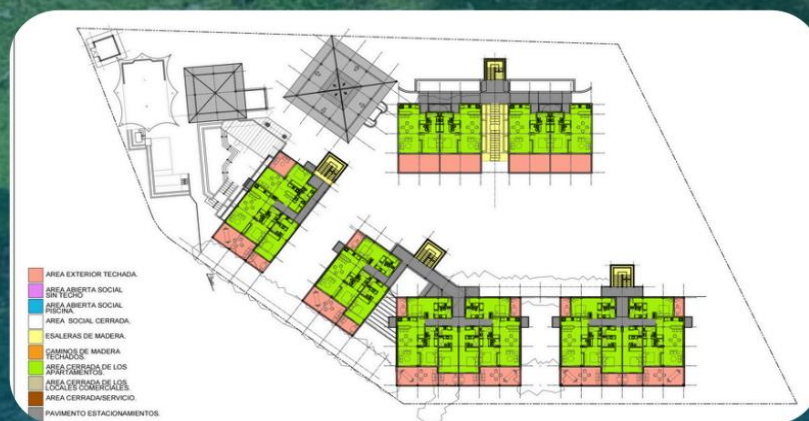 AREA EXTERIOR TECHADA.
AREA ABIERTA SOCIAL
SIN TECHO
AREA ABIERTA SOCIAL
PISCINA.
AREA SOCIAL CERRADA.
ESALERAS DE MADERA.
CAMINOS DE MADERA
TECHADOS.
AREA CERRADA DE LOS
APARTAMENTOS.
AREA CERRADA DE LOS
LOCALES COMERCIALES.
AREA CERRADA/SERVICIO.
PAVIMENTO ESTACIONAMIENTOS.